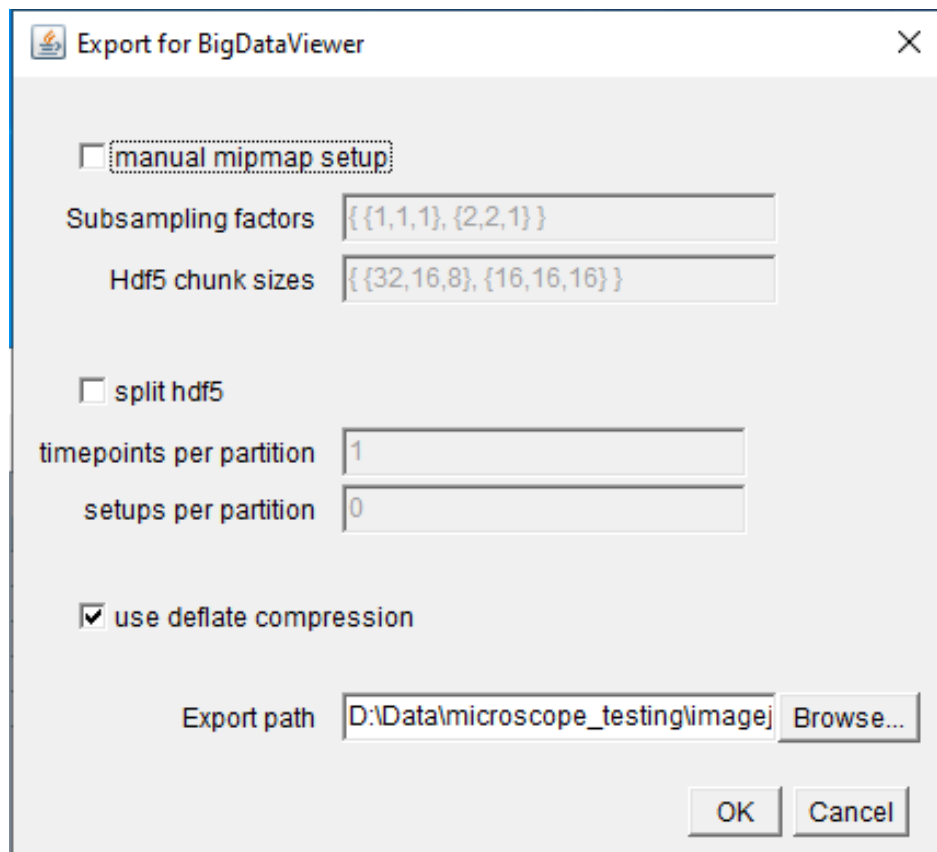 Export for BigDataViewer
manual mipmap setup
Subsampling factors { {1,1,1}, {2,2,1} }
Hdf5 chunk sizes { {32,16,8}, {16,16,16} }
split hdf5
timepoints per partition 1
setups per partition 0
use deflate compression
Export path D:\Data\microscope_testing\imagej Browse...
OK Cancel